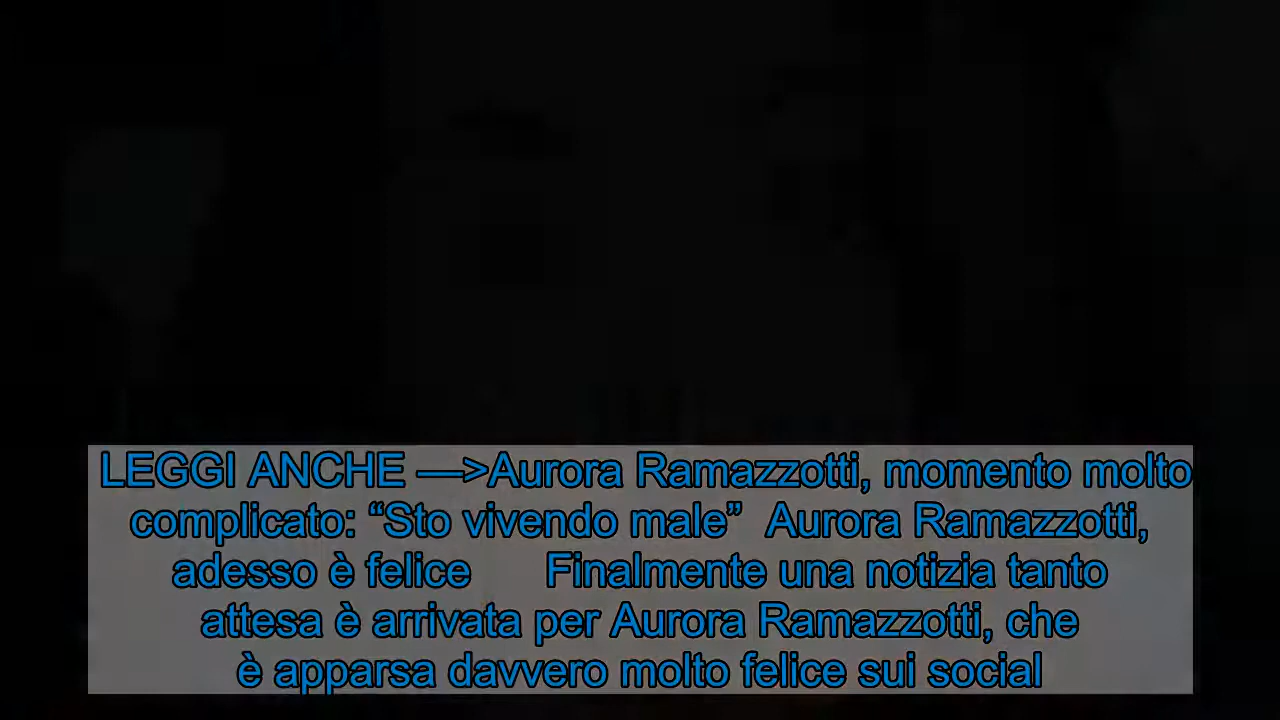 LEGGI ANCHE —>Aurora Ramazzotti, momento molto
complicato: “Sto vivendo male”  Aurora Ramazzotti,
adesso è felice      Finalmente una notizia tanto
attesa è arrivata per Aurora Ramazzotti, che
è apparsa davvero molto felice sui social